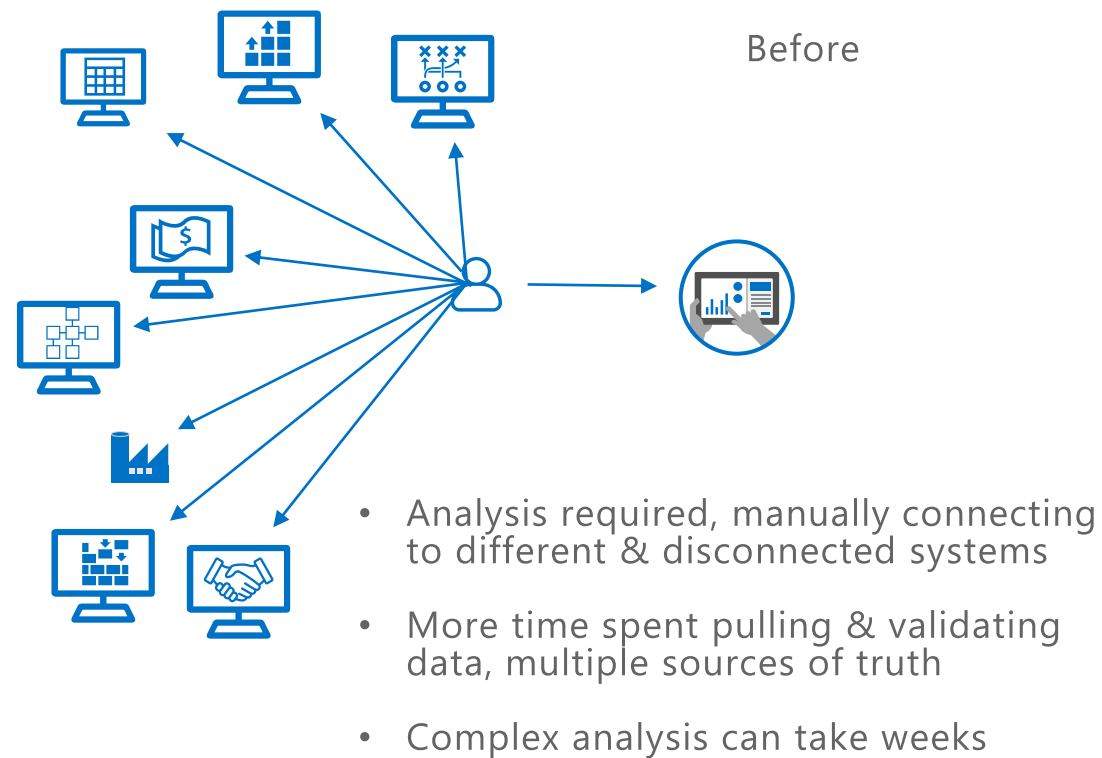 Before
$
• Analysis required, manually connecting
to different & disconnected systems
• More time spent pulling & validating
data, multiple sources of truth
• Complex analysis can take weeks